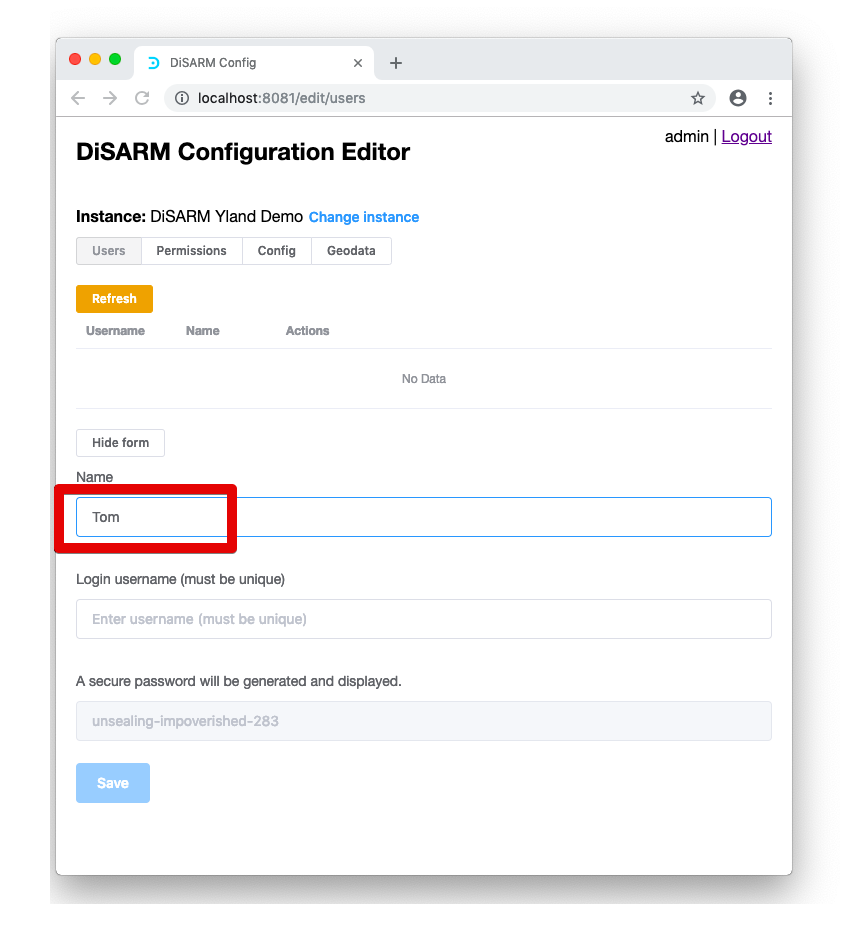 DiSARM Config
localhost:8081/edit/users
admin | Logout
DiSARM Configuration Editor
Instance: DiSARM Yland Demo Change instance
Users Permissions Config Geodata
Refresh
Username Name Actions
No Data
Hide form
Name
Tom
Login username (must be unique)
Enter username (must be unique)
A secure password will be generated and displayed.
unsealing-impoverished-283
Save